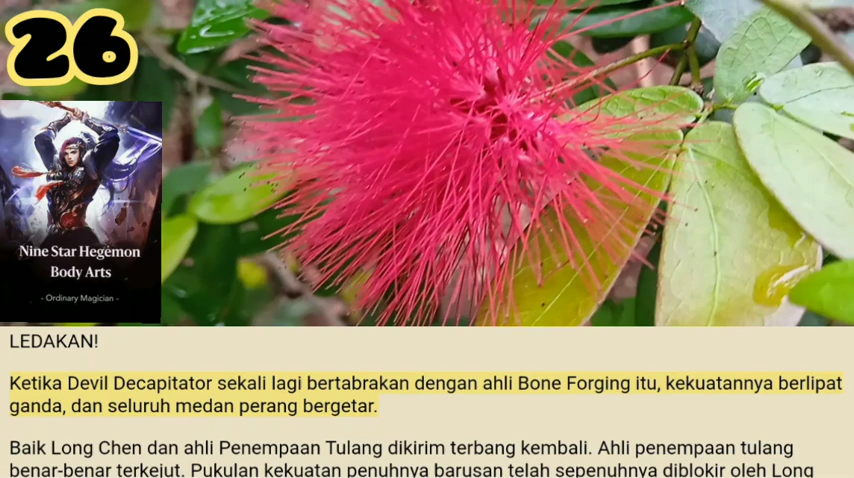 26
Nine Star Hegemon
Body Arts
- Ordinary Magician -
LEDAKAN!
Ketika Devil Decapitator sekali lagi bertabrakan dengan ahli Bone Forging itu, kekuatannya berlipat
ganda, dan seluruh medan perang bergetar.
Baik Long Chen dan ahli Penempaan Tulang dikirim terbang kembali. Ahli penempaan tulang
benar-benar terkejut. Pukulan kekuatan penuhnya barusan telah sepenuhnya diblokir oleh Long